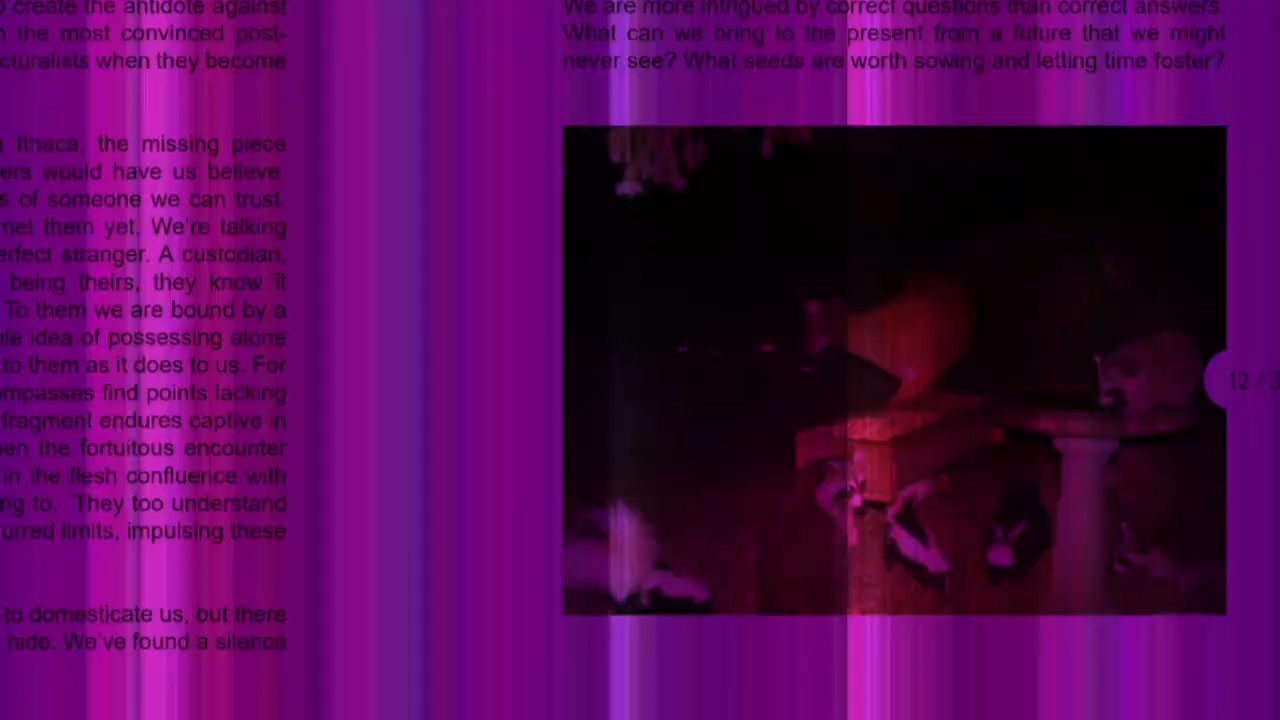 create the antidote against
the most convinced post-
cturalists when they become
Ithaca, the missing piece
ers would have us believe.
s of someone we can trust.
met them yet. We're talking
erfect stranger. A custodian,
being theirs, they know it
To them we are bound by a
ble idea of possessing alone
to them as it does to us. For
ompasses find points lacking
fragment endures captive in
en the fortuitous encounter
in the flesh confluence with
ng to. They too understand
urred limits, impulsing these
to domesticate us, but there
hide. We've found a silence
We are more intrigued by correct questions than correct answers.
What can we bring to the present from a future that we might
never see? What seeds are worth sowing and letting time foster?
12 / 3